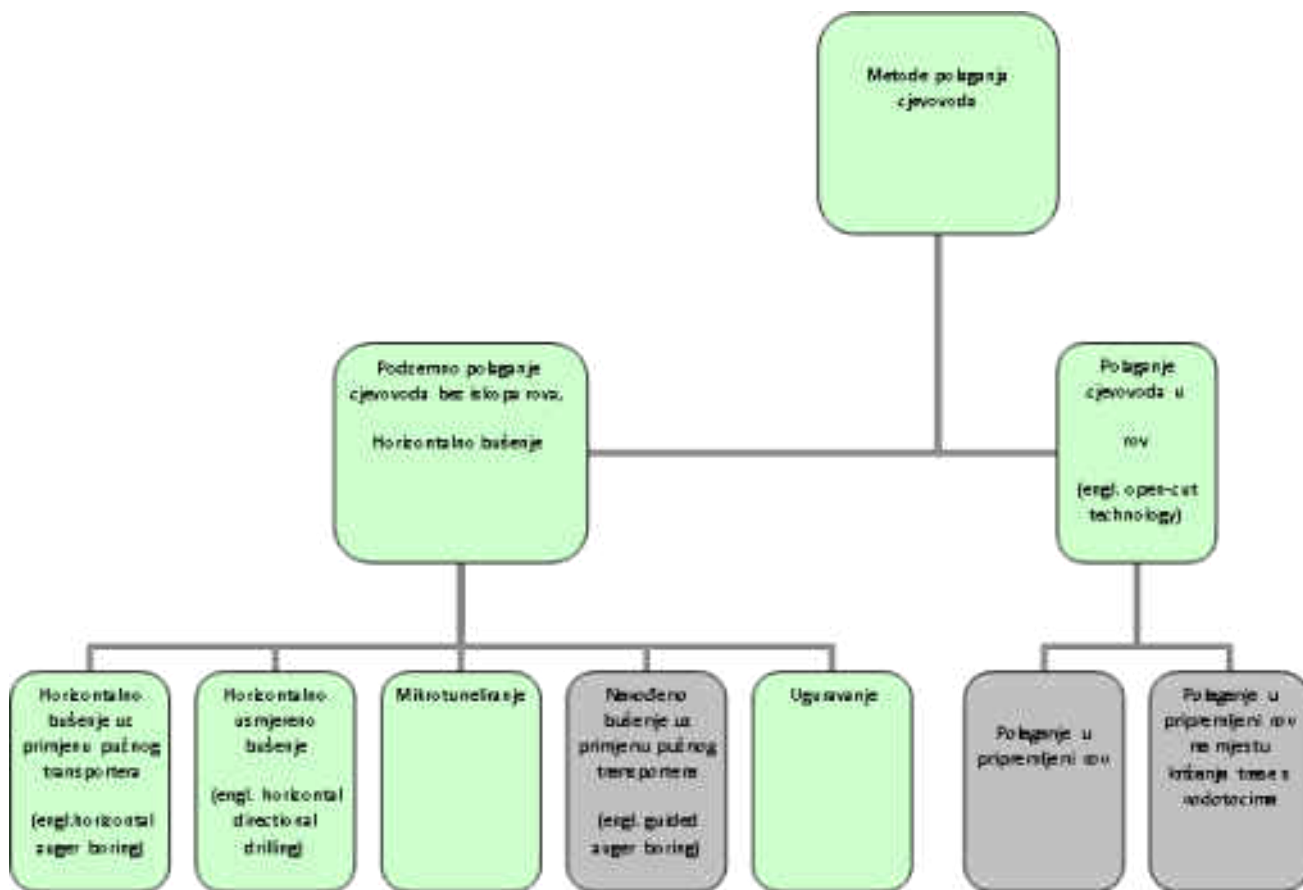 Metode polaganja
cjevovoda
Podzemno polaganje
cjevovoda bez iskopa rova.
Horizontalno bušenje
Polaganje
cjevovoda u
rov
(engl. open-cut
technology)
Horizontalno
bušenje uz
primjenu pužnog
transportera
(engl.horizontal
auger boring)
Horizontalno
usmjereno
bušenje
(engl. horizontal
directional
drilling)
Mikrotuneliranje
Navođeno
bušenje uz
primjenu pužnog
transportera
(engl. guided
auger boring)
Uguravanje
Polaganje u
pripremljeni rov
Polaganje u
pripremljeni rov
na mjestu
križanja trase s
vodotocima